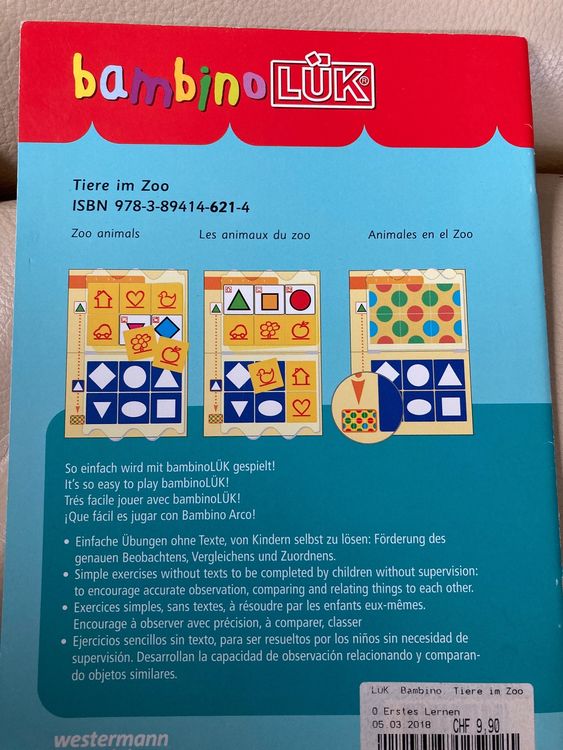 bambino LÜK®
Tiere im Zoo
ISBN 978-3-89414-621-4
Zoo animals
Les animaux du zoo
Animales en el Zoo
So einfach wird mit bambinoLÜK gespielt!
It's so easy to play bambinoLÜK!
Trés facile jouer avec bambinoLÜK!
¡Que fácil es jugar con Bambino Arco!
• Einfache Übungen ohne Texte, von Kindern selbst zu lösen: Förderung des
genauen Beobachtens, Vergleichens und Zuordnens.
• Simple exercises without texts to be completed by children without supervision:
to encourage accurate observation, comparing and relating things to each other.
• Exercices simples, sans textes, à résoudre par les enfants eux-mêmes.
Encourage à observer avec précision, à comparer, classer
• Ejercicios sencillos sin texto, para ser resueltos por los niños sin necesidad de
supervisión. Desarrollan la capacidad de observación relacionando y comparan-
do objetos similares.
LüK. Bambino. Tiere im Zoo
0 Erstes Lernen
05.03.2018 CHF 9,90
westermann